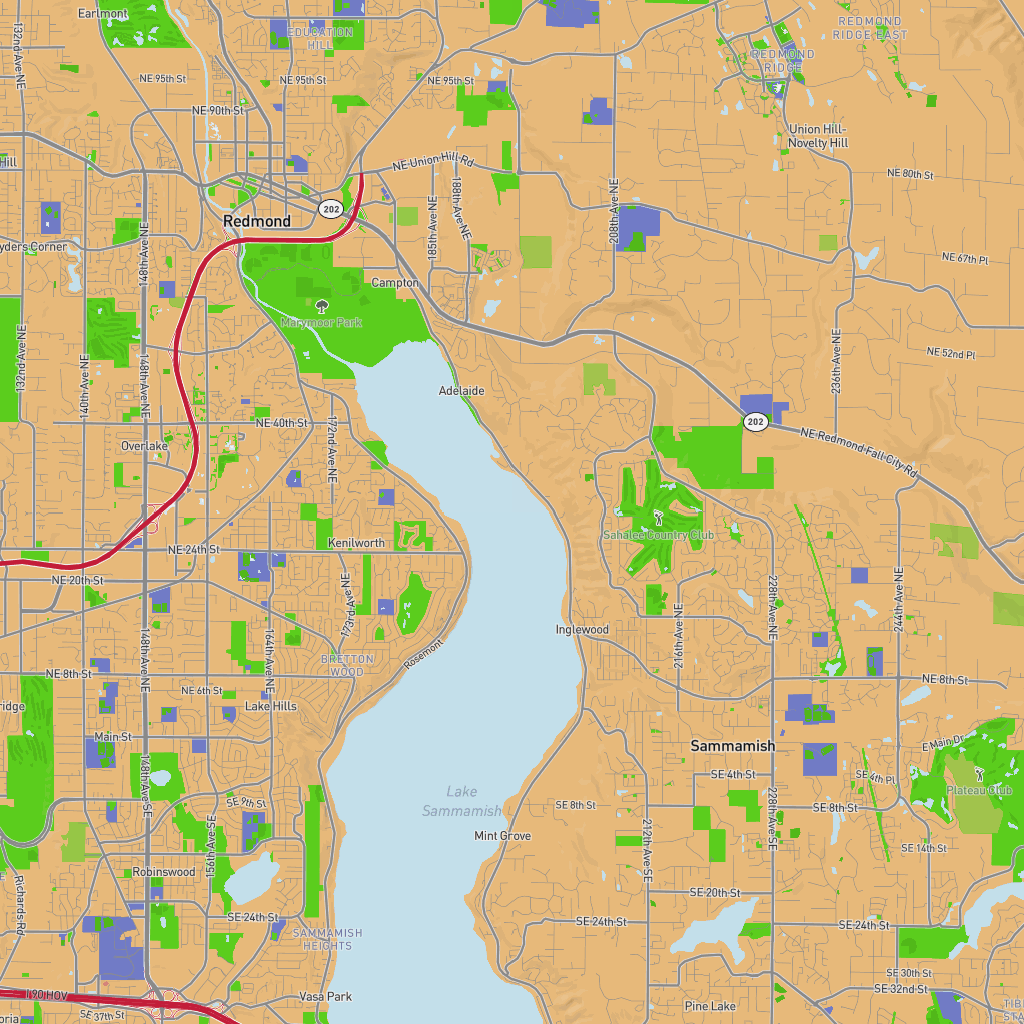 Earlmont
132nd Ave NE
EDUCATION
HILL
REDMOND
RIDGE EAST
REDMOND
RIDGE
NE 95th St
NE 95th St
NE 95th St
NE 90th St
Union Hill-
Novelty Hill
Hill
NE Union Hill Rd
NE 80th St
188th Ave NE
185th Ave NE
208th Ave NE
202
Redmond
148th Ave NE
yders Corner
NE 67th Pl
Campton
Marymoor Park
132nd Ave NE
140th Ave NE
148th Ave NE
236th Ave NE
NE 52nd Pl
Adelaide
202
NE 40th St
172nd Ave NE
Overlake
NE Redmond Fall City Rd
Sahalee Country Club
Kenilworth
NE 24th St
NE 20th St
173rd Ave NE
228th Ave NE
244th Ave NE
216th Ave NE
Inglewood
148th Ave NE
164th Ave NE
BRETTON
WOOD
Rosemont
NE 8th St
NE 8th St
NE 6th St
Lake Hills
Main St
E Main Dr
Sammamish
SE 4th St
SE 4th Pl
Plateau Club
148th Ave SE
Lake
Sammamish
SE 9th St
SE 8th St
SE 8th St
156th Ave SE
Mint Grove
212th Ave SE
228th Ave SE
SE 14th St
Robinswood
Richards Rd
SE 20th St
SE 24th St
SE 24th St
SE 24th St
SAMMAMISH
HEIGHTS
SE 30th St
SE 32nd St
I 90 HOV
Vasa Park
Pine Lake
SE 37th St